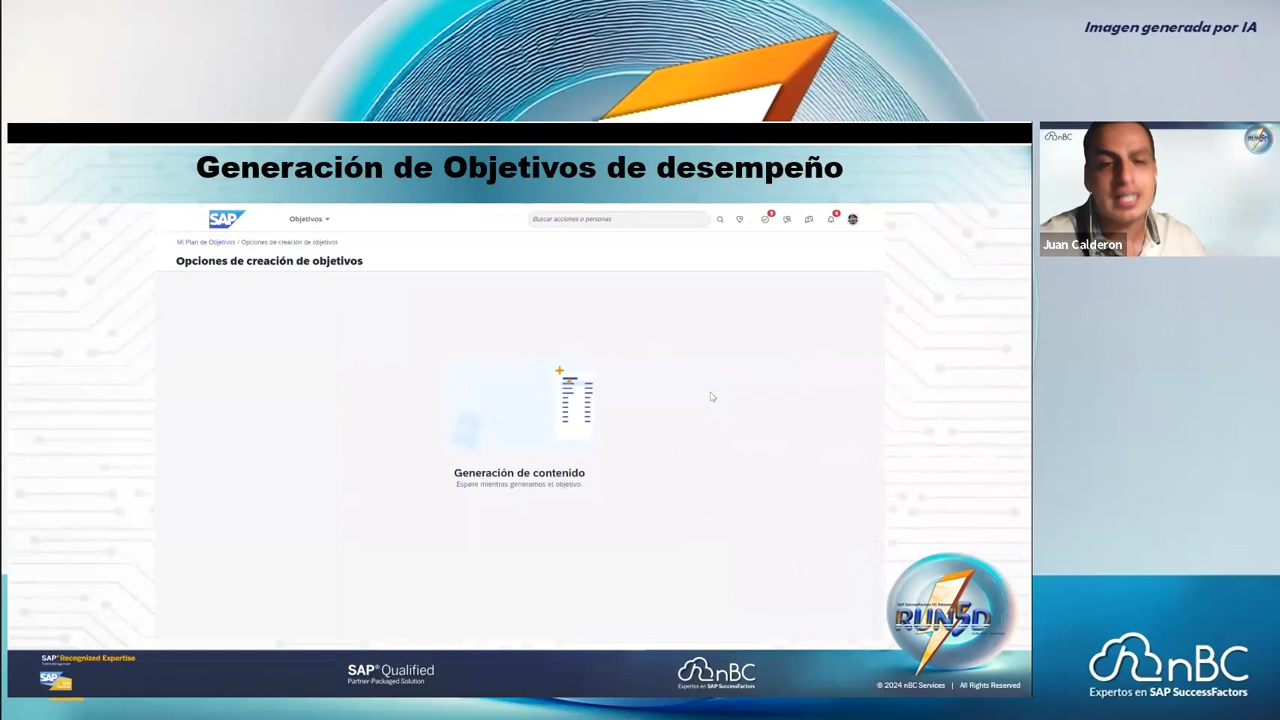 Imagen generada por IA
Generación de Objetivos de desempeño
SAP
Objetivos
Buscar acciones o personas
Mi Plan de Objetivos / Opciones de creación de objetivos
Opciones de creación de objetivos
Generación de contenido
Espere mientras generamos el objetivo.
nBC
Juan Calderon
RUN5D
SAP® Recognized Expertise
SAP
SAP® Qualified
Partner-Packaged Solution
nBC
Expertos en SAP SuccessFactors
© 2024 nBC Services | All Rights Reserved
nBC
Expertos en SAP SuccessFactors